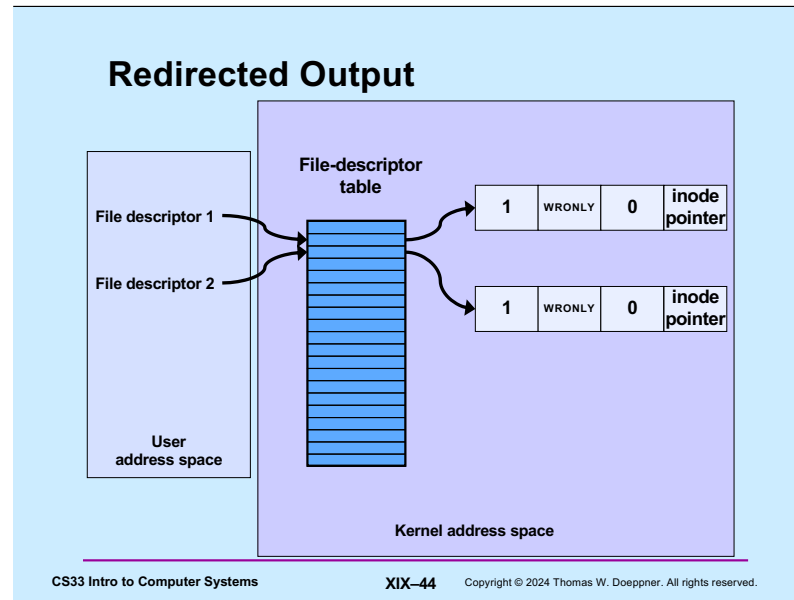 Redirected Output
File-descriptor
table
File descriptor 1
File descriptor 2
1 WRONLY 0 inode
pointer
1 WRONLY 0 inode
pointer
User
address space
Kernel address space
CS33 Intro to Computer Systems XIX–44 Copyright © 2024 Thomas W. Doeppner. All rights reserved.